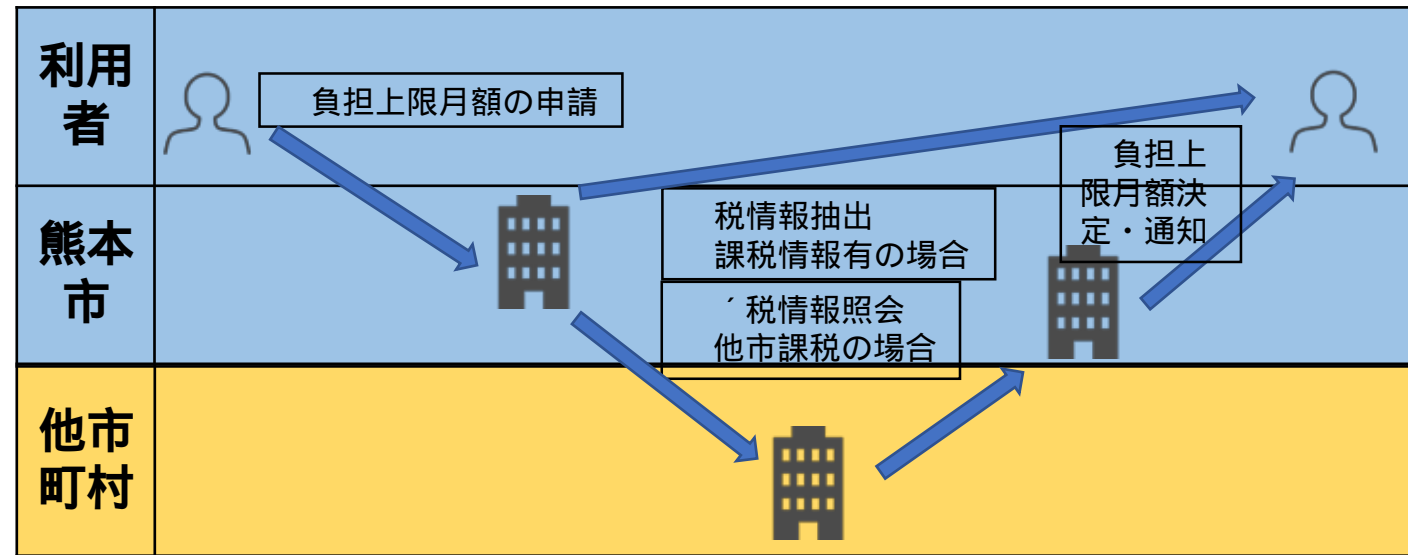 利用
者
負担上限月額の申請
負担上
限月額決
定・通知
熊本
市
税情報抽出
課税情報有の場合
´税情報照会
他市課税の場合
他市
町村